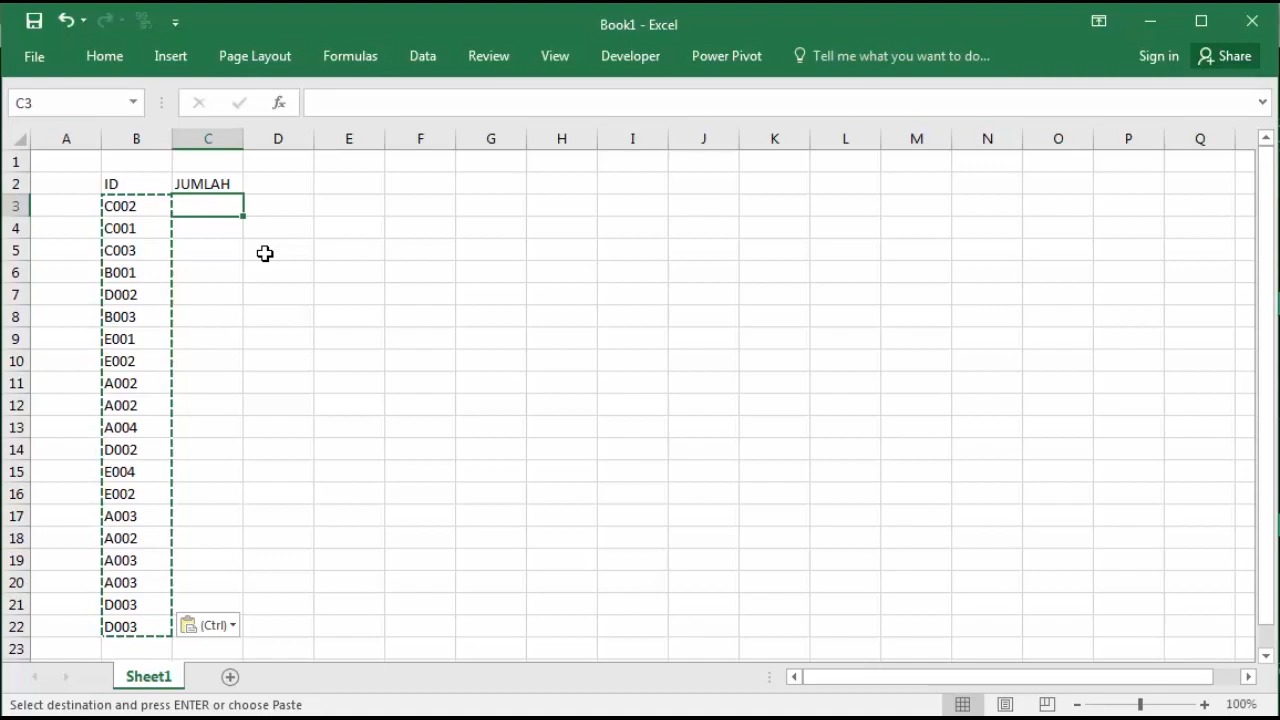 Book1 - Excel
File Home Insert Page Layout Formulas Data Review View Developer Power Pivot Tell me what you want to do... Sign in Share
C3 fx
A B C D E F G H I J K L M N O P Q
1
2 ID JUMLAH
3 C002
4 C001
5 C003
6 B001
7 D002
8 B003
9 E001
10 E002
11 A002
12 A002
13 A004
14 D002
15 E004
16 E002
17 A003
18 A002
19 A003
20 A003
21 D003
22 D003 (Ctrl)
23
Sheet1
Select destination and press ENTER or choose Paste 100%